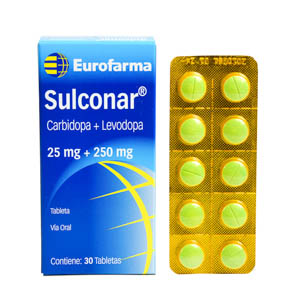 Eurofarma
Sulconar®
Carbidopa + Levodopa
25 mg + 250 mg
Tableta
Vía Oral
Contiene: 30 Tabletas